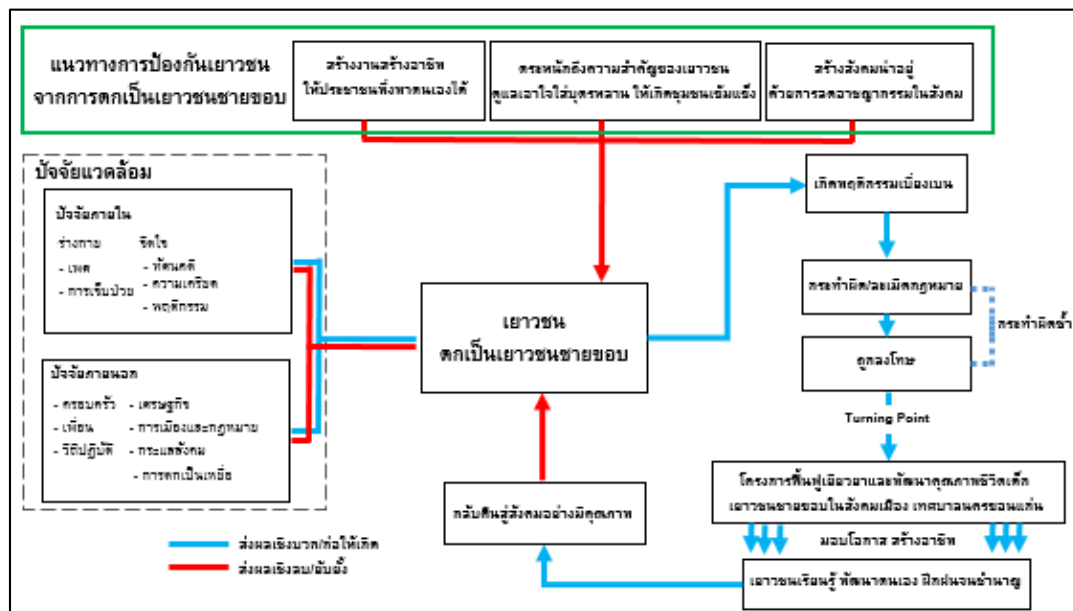 แนวทางการป้องกันเยาวชน
จากการตกเป็นเยาวชนชายขอบ
สร้างงานสร้างอาชีพ
ให้ประชาชนพึ่งพาตนเองได้
ตระหนักถึงความสำคัญของเยาวชน
ดูแลเอาใจใส่บุตรหลาน ให้เกิดชุมชนเข้มแข็ง
สร้างสังคมน่าอยู่
ด้วยการลดอาชญากรรมในสังคม
ปัจจัยแวดล้อม
ปัจจัยภายใน
ร่างกาย จิตใจ
- เพศ - ทัศนคติ
- การเจ็บป่วย - ความเครียด
- พฤติกรรม
ปัจจัยภายนอก
- ครอบครัว - เศรษฐกิจ
- เพื่อน - การเมืองและกฎหมาย
- วิถีปฏิบัติ - กระแสสังคม
- การตกเป็นเหยื่อ
เยาวชน
ตกเป็นเยาวชนชายขอบ
เกิดพฤติกรรมเบี่ยงเบน
กระทำผิด/ละเมิดกฎหมาย
กระทำผิดซ้ำ
ถูกลงโทษ
Turning Point
โครงการฟื้นฟูเยียวยาและพัฒนาคุณภาพชีวิตเด็ก
เยาวชนชายขอบในสังคมเมือง เทศบาลนครขอนแก่น
มอบโอกาส สร้างอาชีพ
เยาวชนเรียนรู้ พัฒนาตนเอง ฝึกฝนจนชำนาญ
กลับคืนสู่สังคมอย่างมีคุณภาพ
ส่งผลเชิงบวก/ก่อให้เกิด
ส่งผลเชิงลบ/ยับยั้ง